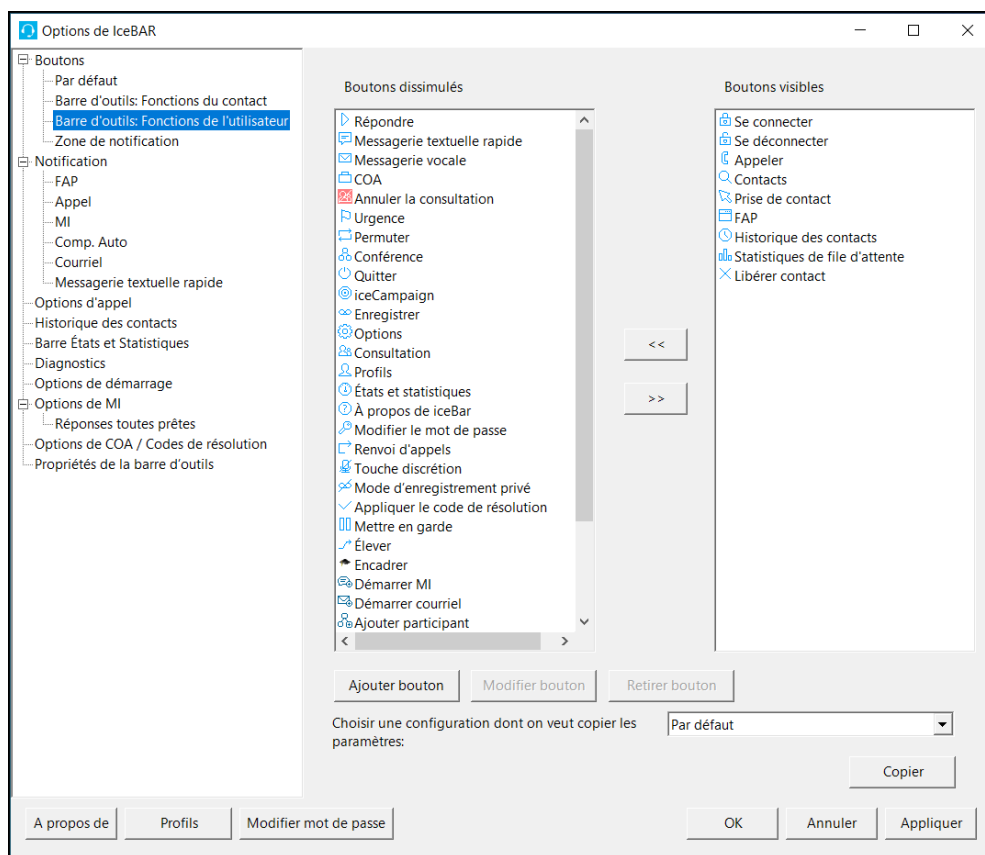 Options de IceBAR
Boutons
Par défaut
Barre d'outils: Fonctions du contact
Barre d'outils: Fonctions de l'utilisateur
Zone de notification
Notification
FAP
Appel
MI
Comp. Auto
Courriel
Messagerie textuelle rapide
Options d'appel
Historique des contacts
Barre États et Statistiques
Diagnostics
Options de démarrage
Options de MI
Réponses toutes prêtes
Options de COA / Codes de résolution
Propriétés de la barre d'outils
Boutons dissimulés
Répondre
Messagerie textuelle rapide
Messagerie vocale
COA
Annuler la consultation
Urgence
Permuter
Conférence
Quitter
iceCampaign
Enregistrer
Options
Consultation
Profils
États et statistiques
À propos de iceBar
Modifier le mot de passe
Renvoi d'appels
Touche discrétion
Mode d'enregistrement privé
Appliquer le code de résolution
Mettre en garde
Élever
Encadrer
Démarrer MI
Démarrer courriel
Ajouter participant
<<
>>
Boutons visibles
Se connecter
Se déconnecter
Appeler
Contacts
Prise de contact
FAP
Historique des contacts
Statistiques de file d'attente
Libérer contact
Ajouter bouton Modifier bouton Retirer bouton
Choisir une configuration dont on veut copier les
paramètres:
Par défaut
Copier
A propos de Profils Modifier mot de passe OK Annuler Appliquer